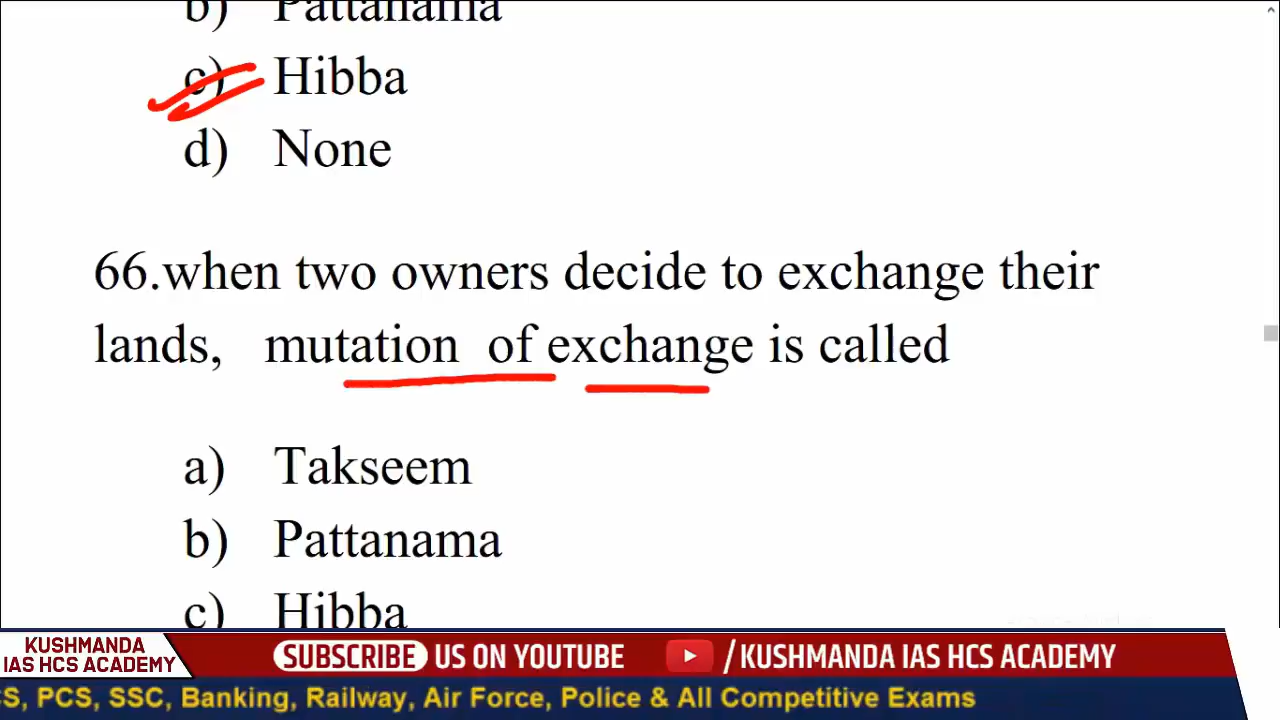 b) Pattanama
c) Hibba
d) None
66.when two owners decide to exchange their
lands, mutation of exchange is called
a) Takseem
b) Pattanama
c) Hibba
KUSHMANDA
IAS HCS ACADEMY
SUBSCRIBE US ON YOUTUBE /KUSHMANDA IAS HCS ACADEMY
CS, PCS, SSC, Banking, Railway, Air Force, Police & All Competitive Exams